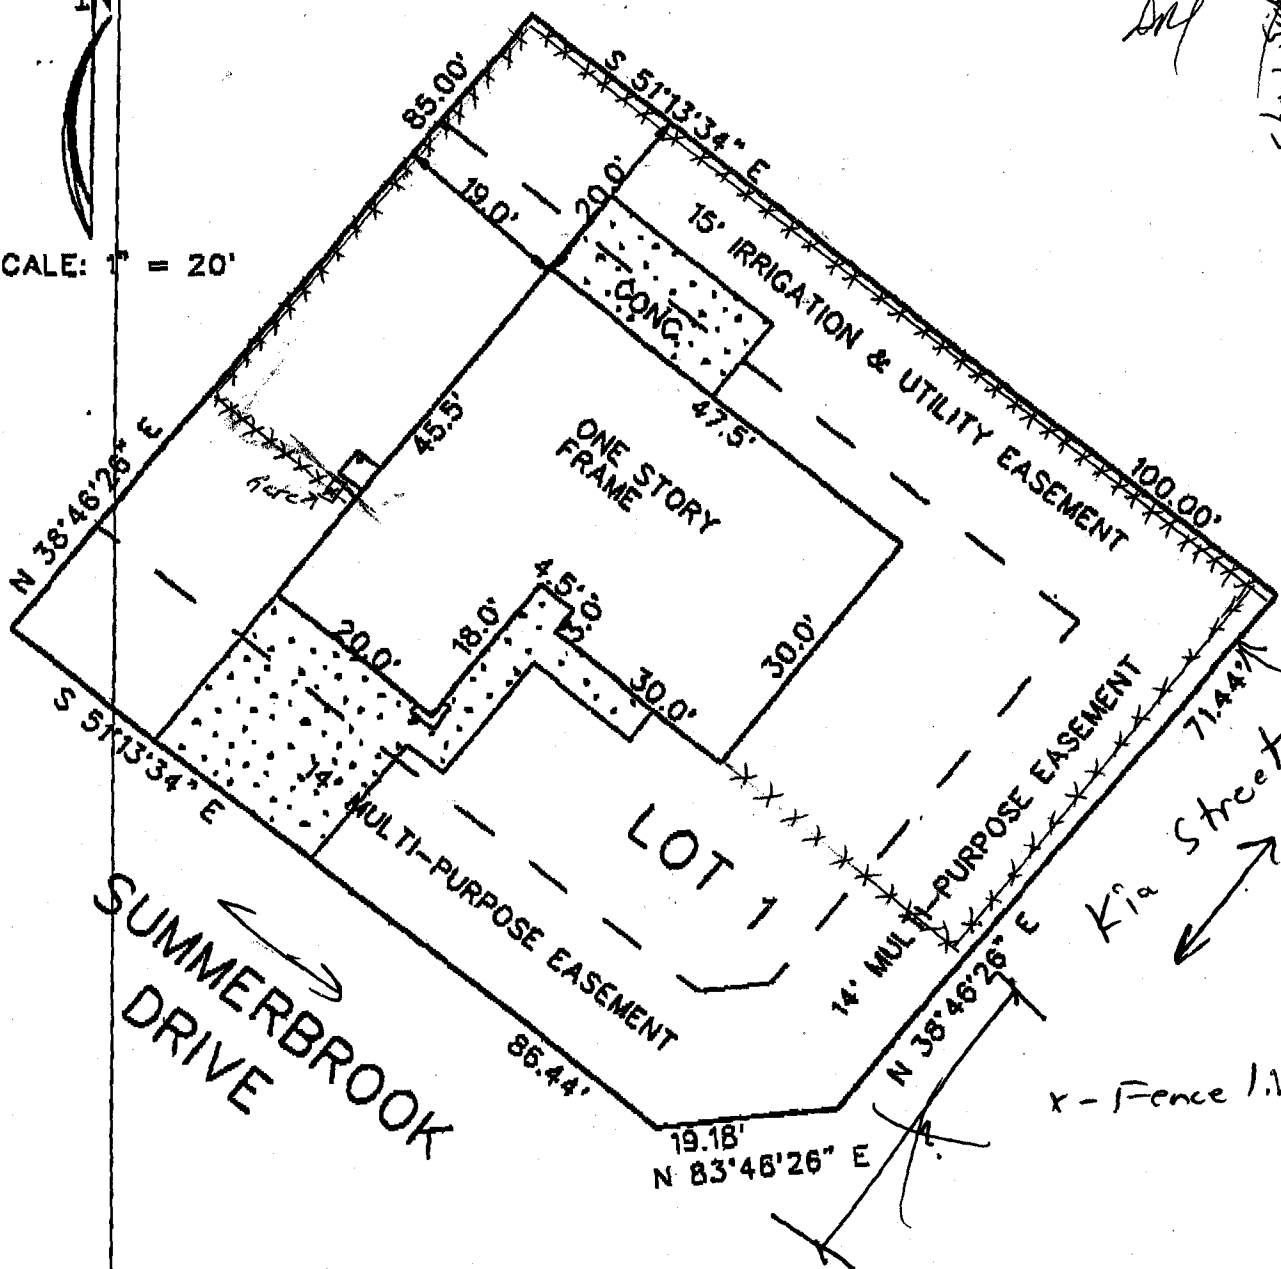 S 51°13'34" E
85.00'
19.0'
20.0'
CALE: 1" = 20'
15' IRRIGATION & UTILITY EASEMENT
CONC.
47.5'
45.5'
ONE STORY
FRAME
100.00'
N 38°46'26" E
Gate
4.5'
5.0'
18.0'
20.0'
30.0'
30.0'
71.44'
S 51°13'34" E
14' MULTI-PURPOSE EASEMENT
LOT 1
14' MULTI-PURPOSE EASEMENT
Kia Street
SUMMERBROOK
DRIVE
86.44'
N 38°46'26" E
x - Fence li
19.18'
N 83°46'26" E